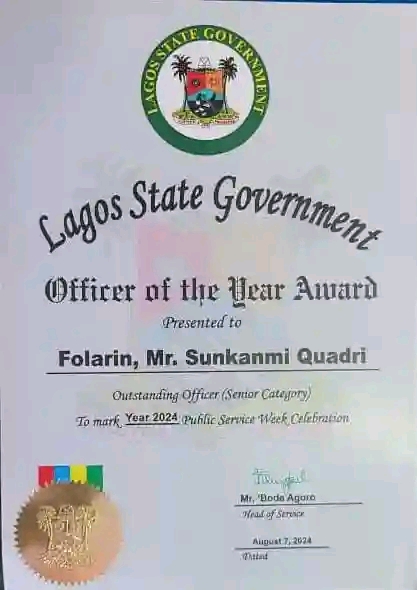 LAGOS STATE GOVERNMENT
Lagos State Government
Officer of the Year Award
Presented to
Folarin, Mr. Sunkanmi Quadri
Outstanding Officer (Senior Category)
To mark Year 2024 Public Service Week Celebration
Mr. 'Bode Agoro
Head of Service
August 7, 2024
Dated